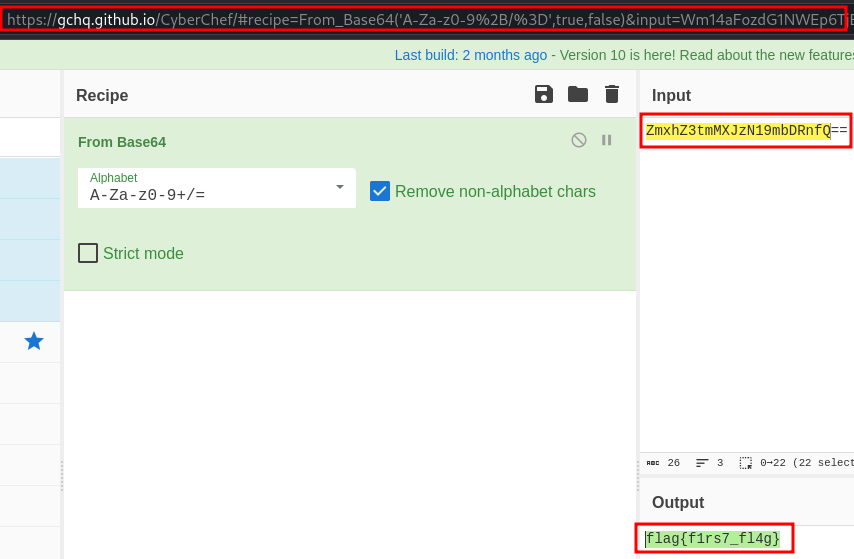 https://gchq.github.io/CyberChef/#recipe=From_Base64('A-Za-z0-9%2B/%3D',true,false)&input=Wm14aFozdG1NWEp6T
Last build: 2 months ago - Version 10 is here! Read about the new features
Recipe
Input
From Base64
ZmxhZ3tmMXJzN19mbDRnfQ==
Alphabet
A-Za-z0-9+/=
Remove non-alphabet chars
Strict mode
ABC 26 3 0→22 (22 select
Output
flag{f1rs7_fl4g}